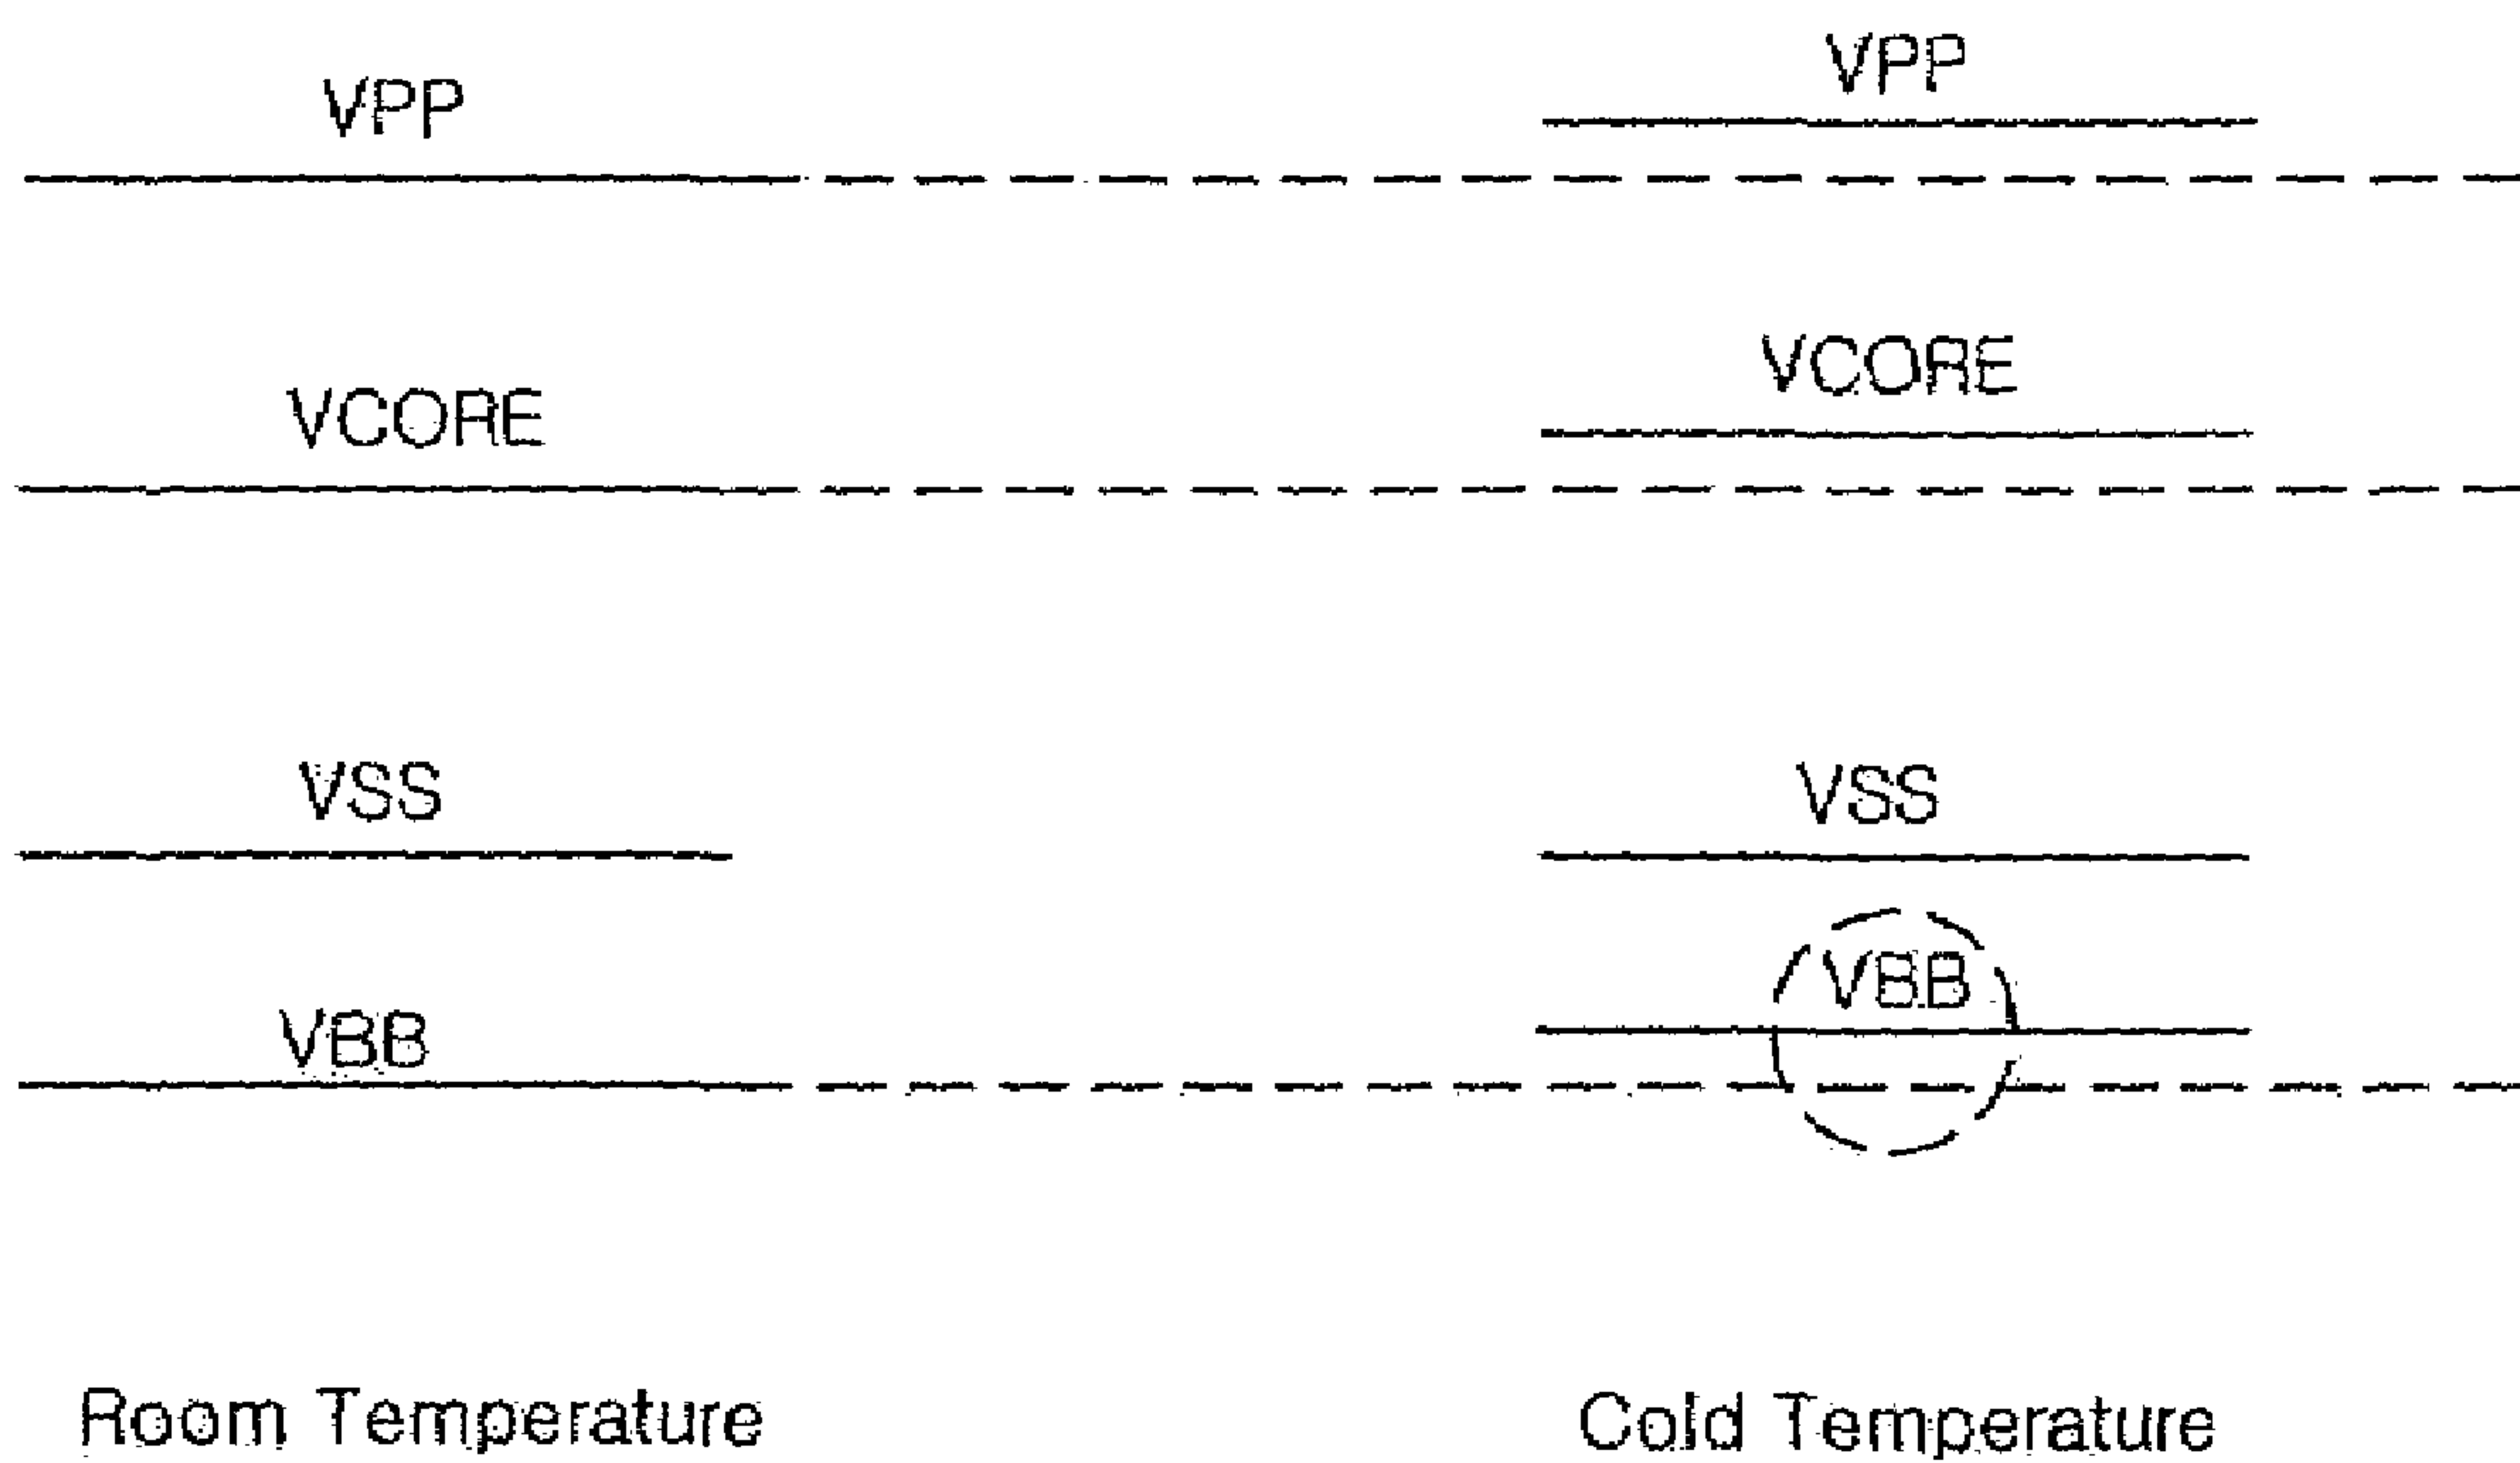 VPP
VPP
VCORE
VCORE
VSS
VSS
VBB
VBB
Room Temperature
Cold Temperature